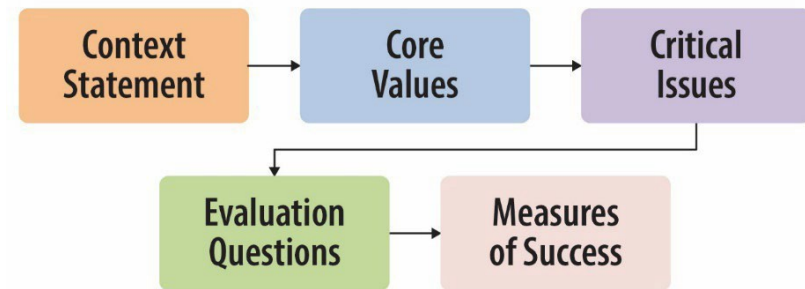 Context
Statement
Core
Values
Critical
Issues
Evaluation
Questions
Measures
of Success